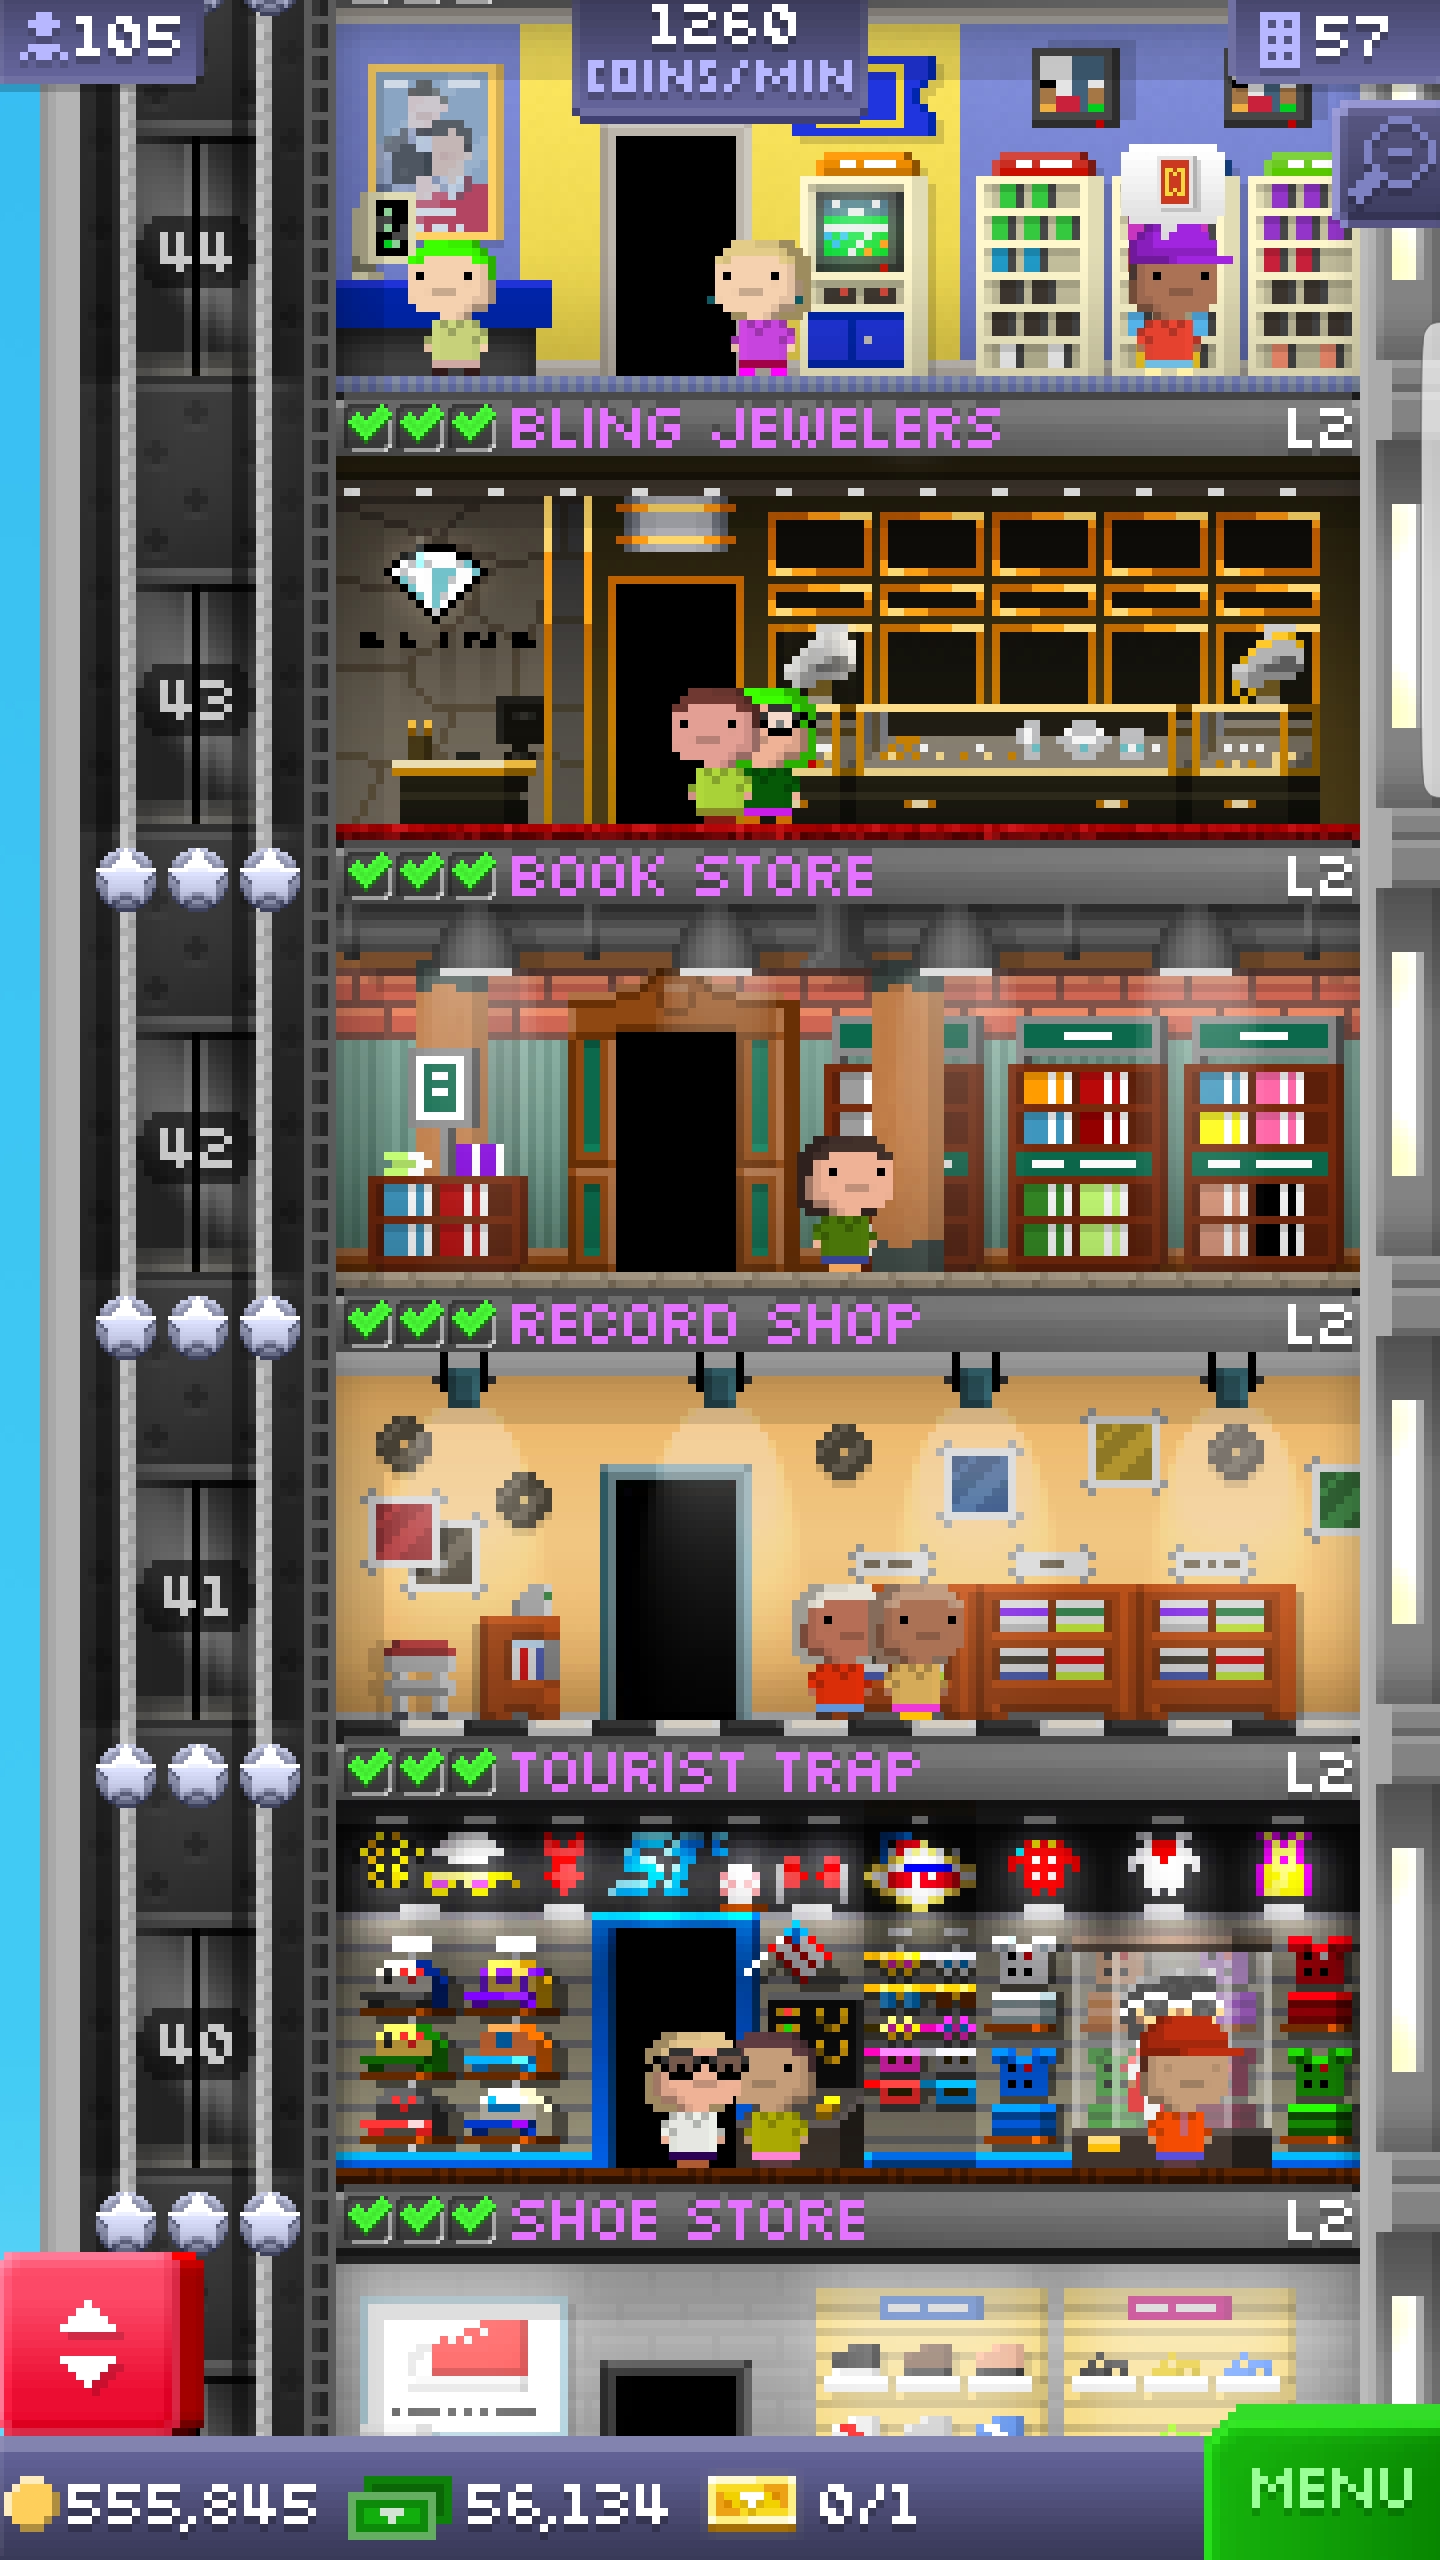 105
1260
COINS/MIN
57
44
BLING JEWELERS L2
BLING
43
BOOK STORE L2
42
RECORD SHOP L2
41
TOURIST TRAP L2
40
SHOE STORE L2
555,845
56,134
0/1
MENU